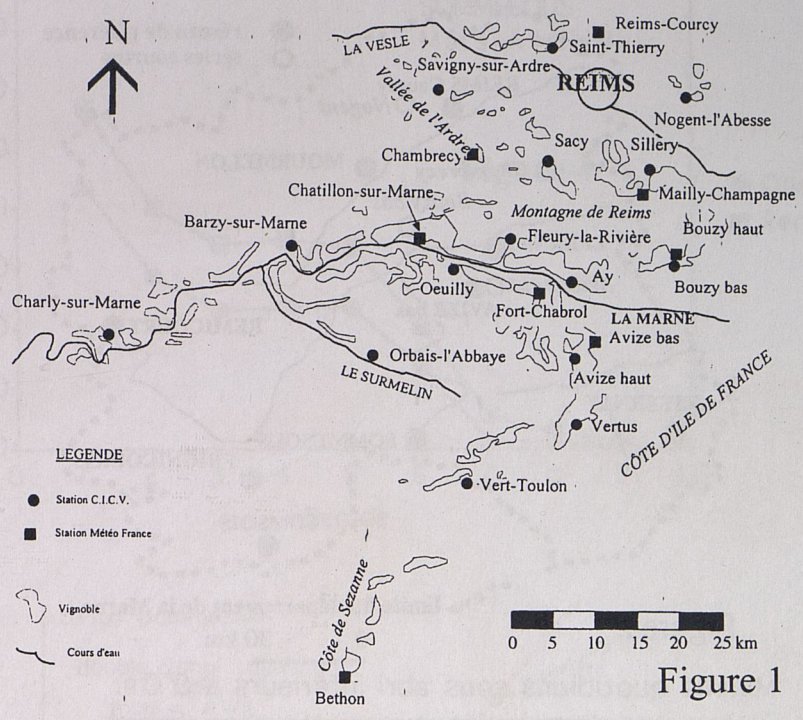 N
Reims-Courcy
LA VESLE
Saint-Thierry
Savigny-sur-Ardre
REIMS
Vallée de l'Ardre
Nogent-l'Abesse
Chambrecy
Sacy
Sillery
Chatillon-sur-Marne
Mailly-Champagne
Montagne de Reims
Barzy-sur-Marne
Fleury-la-Rivière
Bouzy haut
Oeuilly
Ay
Bouzy bas
Charly-sur-Marne
Fort-Chabrol
LA MARNE
Avize bas
Orbais-l'Abbaye
Avize haut
LE SURMELIN
CÔTE D'ILE DE FRANCE
Vertus
LEGENDE
Vert-Toulon
Station C.I.C.V.
Station Météo France
Côte de Sezanne
Vignoble
Cours d'eau
0 5 10 15 20 25 km
Figure 1
Bethon